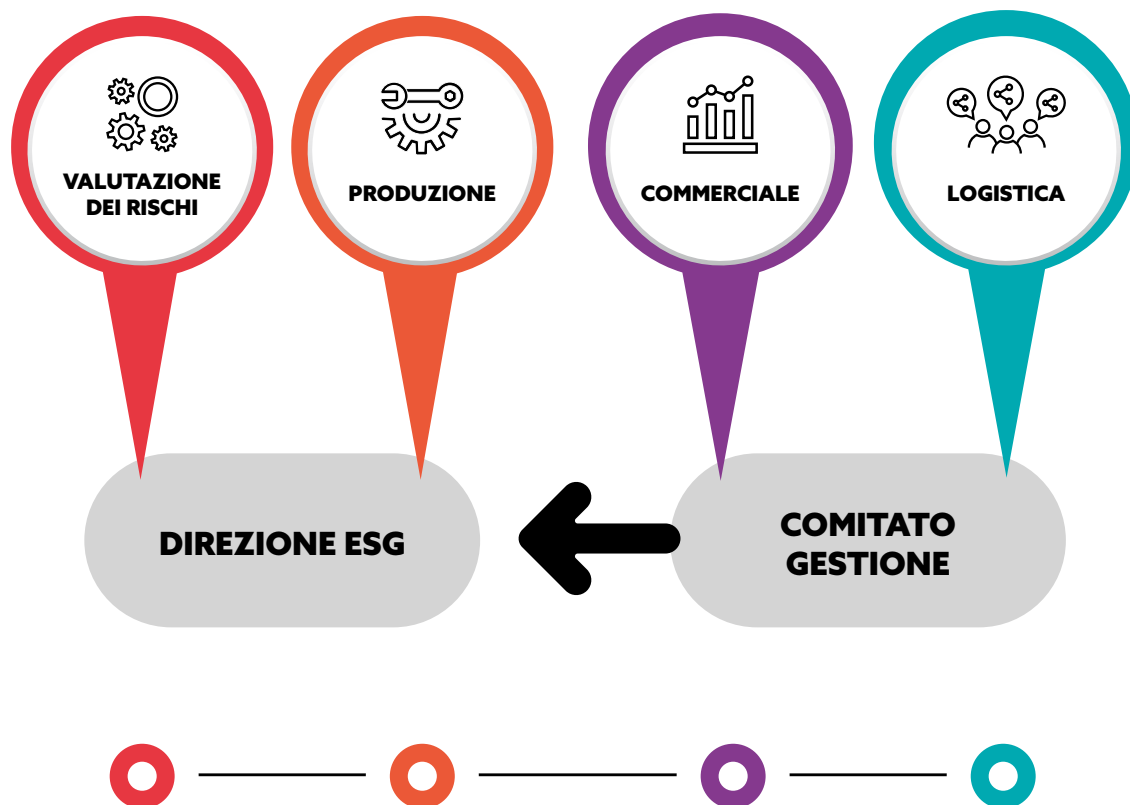 VALUTAZIONE
DEI RISCHI
PRODUZIONE
COMMERCIALE
LOGISTICA
DIREZIONE ESG
COMITATO
GESTIONE